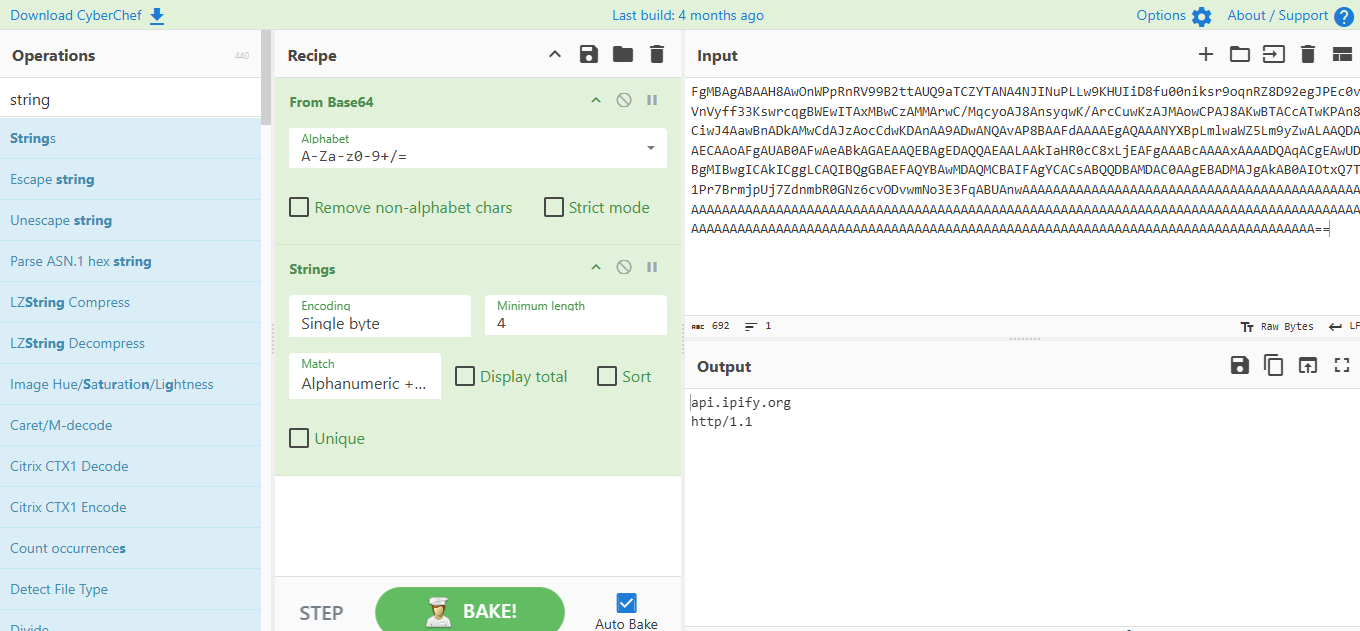 Download CyberChef
Last build: 4 months ago
Options
About / Support
Operations
440
string
Strings
Escape string
Unescape string
Parse ASN.1 hex string
LZString Compress
LZString Decompress
Image Hue/Saturation/Lightness
Caret/M-decode
Citrix CTX1 Decode
Citrix CTX1 Encode
Count occurrences
Detect File Type
Divide
Recipe
From Base64
Alphabet
A-Za-z0-9+/=
Remove non-alphabet chars
Strict mode
Strings
Encoding
Single byte
Minimum length
4
Match
Alphanumeric +...
Display total
Sort
Unique
STEP
BAKE!
Auto Bake
Input
FgMBAgABAAH8AwOnWPpRnRV99B2ttAUQ9aTCZYTANA4NJINuPLLw9KHUIiD8fu00niksr9oqnRZ8D92egJPEc0v
VnVyff33KswrcqgBWEwITAxMBwCzAMMArwC/MqcyoAJ8AnsyqwK/ArcCuwKzAJMAowCPAJ8AKwBTACcATwKPAn8
CiwJ4AawBnADkAMwCdAJzAocCdwKDAnAA9ADwANQAvAP8BAAFdAAAAEgAQAAANYXBpLmlwaWZ5Lm9yZwALAAQDA
AECAAoAFgAUAB0AFwAeABkAGAEAAQEBAgEDAQQAEAALAAkIaHR0cC8xLjEAFgAAABcAAAAxAAAADQAqACgEAwUD
BgMIBwgICAkICggLCAQIBQgGBAEFAQYBAwMDAQMCBAIFAgYCACsABQQDBAMDAC0AAgEBADMAJgAkAB0AIOtxQ7T
1Pr7BrmjpUj7ZdnmbR0GNz6cvODvwmNo3E3FqABUAnwAAAAAAAAAAAAAAAAAAAAAAAAAAAAAAAAAAAAAAAAAAAA
AAAAAAAAAAAAAAAAAAAAAAAAAAAAAAAAAAAAAAAAAAAAAAAAAAAAAAAAAAAAAAAAAAAAAAAAAAAAAAAAAAAAA
AAAAAAAAAAAAAAAAAAAAAAAAAAAAAAAAAAAAAAAAAAAAAAAAAAAAAAAAAAAAAAAAAAAAAAAAAAAAAAAAA==
692
1
Raw Bytes
LF
Output
api.ipify.org
http/1.1